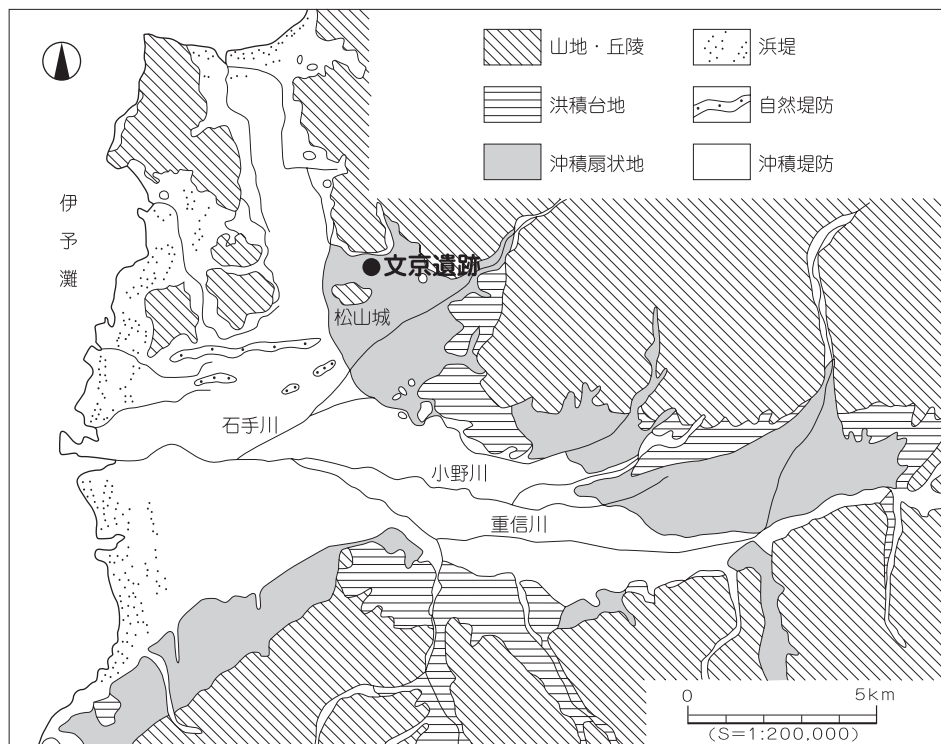 山地・丘陵
浜堤
洪積台地
自然堤防
沖積扇状地
沖積堤防
伊予灘
文京遺跡
松山城
石手川
小野川
重信川
0 5km
(S=1:200,000)